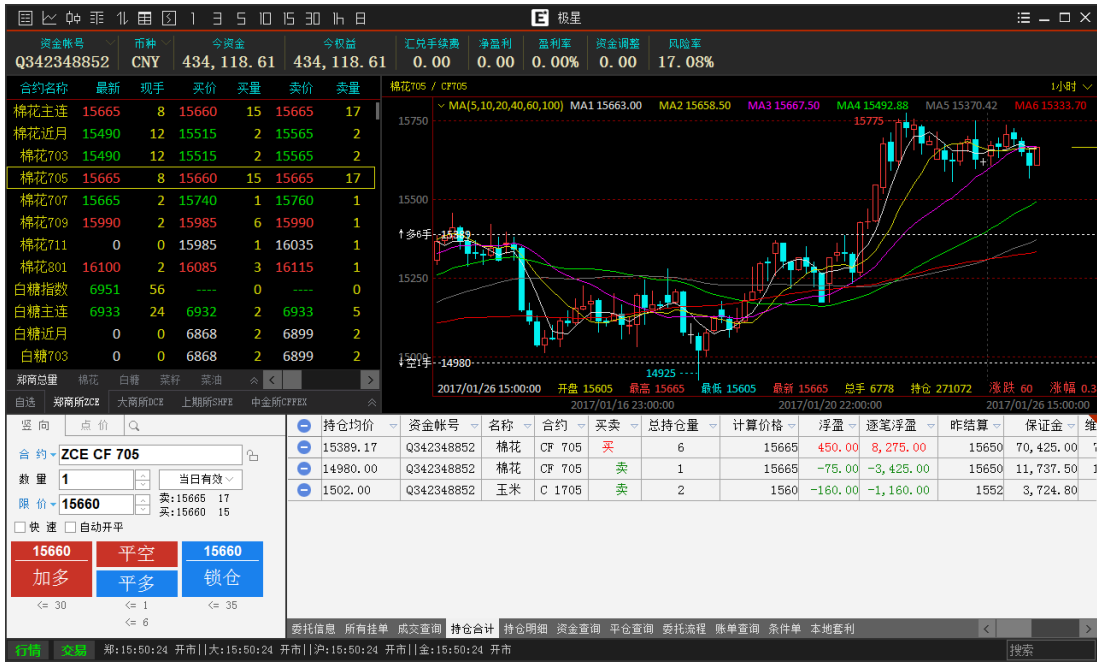 1 3 5 10 15 30 1h 日 极星
资金帐号 币种 今资金 今权益 汇兑手续费 净盈利 盈利率 资金调整 风险率
Q342348852 CNY 434,118.61 434,118.61 0.00 0.00 0.00% 0.00 17.08%
合约名称 最新 现手 买价 买量 卖价 卖量
棉花主连 15665 8 15660 15 15665 17
棉花近月 15490 12 15515 2 15565 2
棉花703 15490 12 15515 2 15565 2
棉花705 15665 8 15660 15 15665 17
棉花707 15665 2 15740 1 15760 1
棉花709 15990 2 15985 6 15990 1
棉花711 0 0 15985 1 16035 1
棉花801 16100 2 16085 3 16115 1
白糖指数 6951 56 ---- 0 ---- 0
白糖主连 6933 24 6932 2 6933 5
白糖近月 0 0 6868 2 6899 2
白糖703 0 0 6868 2 6899 2
郑商总量 棉花 白糖 菜籽 菜油
自选 郑商所ZCE 大商所DCE 上期所SHFE 中金所CFFEX
棉花705 / CF705 1小时
MA(5,10,20,40,60,100) MA1 15663.00 MA2 15658.50 MA3 15667.50 MA4 15492.88 MA5 15370.42 MA6 15333.70
15750
15775
15500
↑多6手 15389
15250
15000
↓空1手 14980
14925
2017/01/26 15:00:00 开盘 15605 最高 15665 最低 15605 最新 15665 总手 6778 持仓 271072 涨跌 60 涨幅 0.3
2017/01/16 23:00:00 2017/01/20 22:00:00 2017/01/26 15:00:00
竖向 点价
合约 ZCE CF 705
数量 1 当日有效
限价 15660 卖:15665 17
买:15660 15
快速 自动开平
15660 加多 平空 平多 15660 锁仓
<= 30 <= 1 <= 35
<= 6
持仓均价 资金帐号 名称 合约 买卖 总持仓量 计算价格 浮盈 逐笔浮盈 昨结算 保证金 维
15389.17 Q342348852 棉花 CF 705 买 6 15665 450.00 8,275.00 15650 70,425.00
14980.00 Q342348852 棉花 CF 705 卖 1 15665 -75.00 -3,425.00 15650 11,737.50
1502.00 Q342348852 玉米 C 1705 卖 2 1560 -160.00 -1,160.00 1552 3,724.80
委托信息 所有挂单 成交查询 持仓合计 持仓明细 资金查询 平仓查询 委托流程 账单查询 条件单 本地套利
行情 交易 郑:15:50:24 开市||大:15:50:24 开市||沪:15:50:24 开市||金:15:50:24 开市 搜索